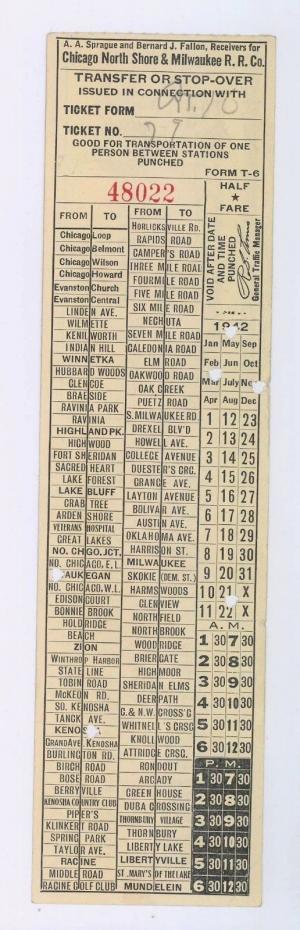 A. A. Sprague and Bernard J. Fallon, Receivers for
Chicago North Shore & Milwaukee R. R. Co.
TRANSFER OR STOP-OVER
ISSUED IN CONNECTION WITH
TICKET FORM
TICKET NO.
GOOD FOR TRANSPORTATION OF ONE
PERSON BETWEEN STATIONS
PUNCHED
FORM T-6
48022
HALF
★
FARE
VOID AFTER DATE
AND TIME
PUNCHED
General Traffic Manager
FROM TO
Chicago Loop
Chicago Belmont
Chicago Wilson
Chicago Howard
Evanston Church
Evanston Central
LINDEN AVE.
WILMETTE
KENILWORTH
INDIAN HILL
WINNETKA
HUBBARD WOODS
GLENCOE
BRAESIDE
RAVINIA PARK
RAVINIA
HIGHLAND PK.
HIGHWOOD
FORT SHERIDAN
SACRED HEART
LAKE FOREST
LAKE BLUFF
CRAB TREE
ARDEN SHORE
VETERANS HOSPITAL
GREAT LAKES
NO. CHGO. JCT.
NO. CHICAGO, E. L.
AUKEGAN
NO. CHICAGO, W. L.
EDISON COURT
BONNIE BROOK
HOLDRIDGE
BEACH
ZION
WINTHROP HARBOR
STATE LINE
TOBIN ROAD
McKEON RD.
SO. KENOSHA
TANCK AVE.
KENOS
GRAND AVE. KENOSHA
BURLINGTON RD.
BIRCH ROAD
BOSE ROAD
BERRYVILLE
KENOSHA COUNTRY CLUB
PIPER'S
KLINKERT ROAD
SPRING PARK
TAYLOR AVE.
RACINE
MIDDLE ROAD
RACINE GOLF CLUB
FROM TO
HORLICKSVILLE RD.
RAPIDS ROAD
CAMPER'S ROAD
THREE MILE ROAD
FOURMILE ROAD
FIVE MILE ROAD
SIX MILE ROAD
NECHUTA
SEVEN MILE ROAD
CALEDONIA ROAD
ELM ROAD
OAKWOOD ROAD
OAK CREEK
PUETZ ROAD
S. MILWAUKEE RD.
DREXEL BLV'D
HOWELL AVE.
COLLEGE AVENUE
DUESTER'S CRG.
GRANGE AVE.
LAYTON AVENUE
BOLIVAR AVE.
AUSTIN AVE.
OKLAHOMA AVE.
HARRISON ST.
MILWAUKEE
SKOKIE (DEM. ST.)
HARMSWOODS
GLENVIEW
NORTHFIELD
NORTHBROOK
WOODRIDGE
BRIERGATE
HIGHMOOR
SHERIDAN ELMS
DEERPATH
C. & N.W. CROSS'G
WHITNEL'S CRSG
KNOLLWOOD
ATTRIDGE CRSG.
RONDOUT
ARCADY
GREEN HOUSE
DUBA CROSSING
THORNBURY VILLAGE
THORNBURY
LIBERTY LAKE
LIBERTYVILLE
ST. MARY'S OF THE LAKE
MUNDELEIN
1942
Jan May Sep
Feb Jun Oct
Mar July Nov
Apr Aug Dec
1 12 23
2 13 24
3 14 25
4 15 26
5 16 27
6 17 28
7 18 29
8 19 30
9 20 31
10 21 X
11 22 X
A. M.
1 30 7 30
2 30 8 30
3 30 9 30
4 30 10 30
5 30 11 30
6 30 12 30
P. M.
1 30 7 30
2 30 8 30
3 30 9 30
4 30 10 30
5 30 11 30
6 30 12 30